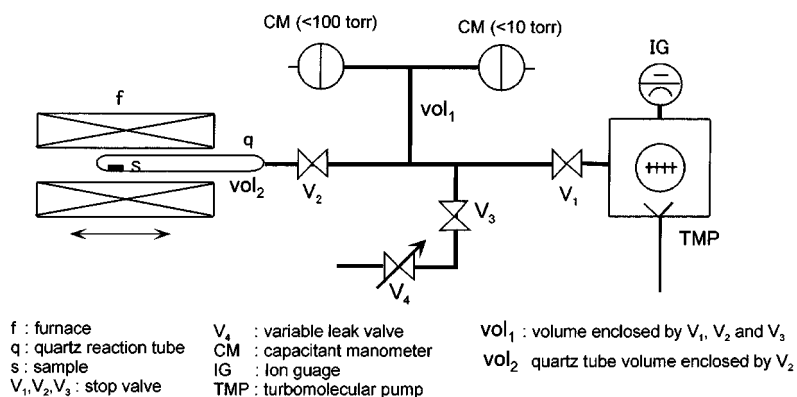 CM (<100 torr)
CM (<10 torr)
IG
f
vol1
q
S
vol2
V2
V1
V3
TMP
V4
f : furnace
q : quartz reaction tube
s : sample
V1,V2,V3 : stop valve
V4 : variable leak valve
CM : capacitant manometer
IG : Ion guage
TMP : turbomolecular pump
vol1 : volume enclosed by V1, V2 and V3
vol2 quartz tube volume enclosed by V2